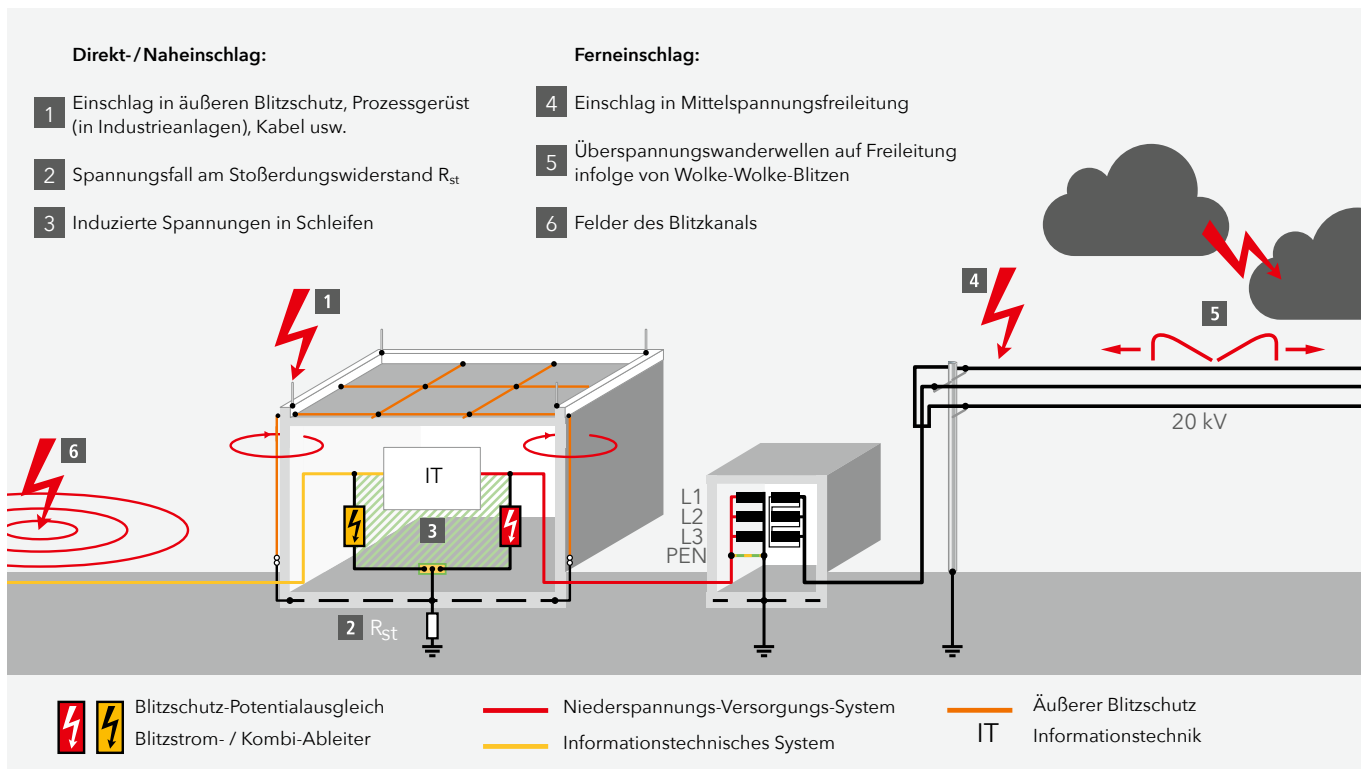 Direkt-/Naheinschlag:
1 Einschlag in äußeren Blitzschutz, Prozessgerüst
(in Industrieanlagen), Kabel usw.
2 Spannungsfall am Stoßerdungswiderstand Rst
3 Induzierte Spannungen in Schleifen
Ferneinschlag:
4 Einschlag in Mittelspannungsfreileitung
5 Überspannungswanderwellen auf Freileitung
infolge von Wolke-Wolke-Blitzen
6 Felder des Blitzkanals
1
4
5
20 kV
6
IT
3
L1
L2
L3
PEN
2 Rst
Blitzschutz-Potentialausgleich
Blitzstrom- / Kombi-Ableiter
Niederspannungs-Versorgungs-System
Informationstechnisches System
Äußerer Blitzschutz
IT Informationstechnik